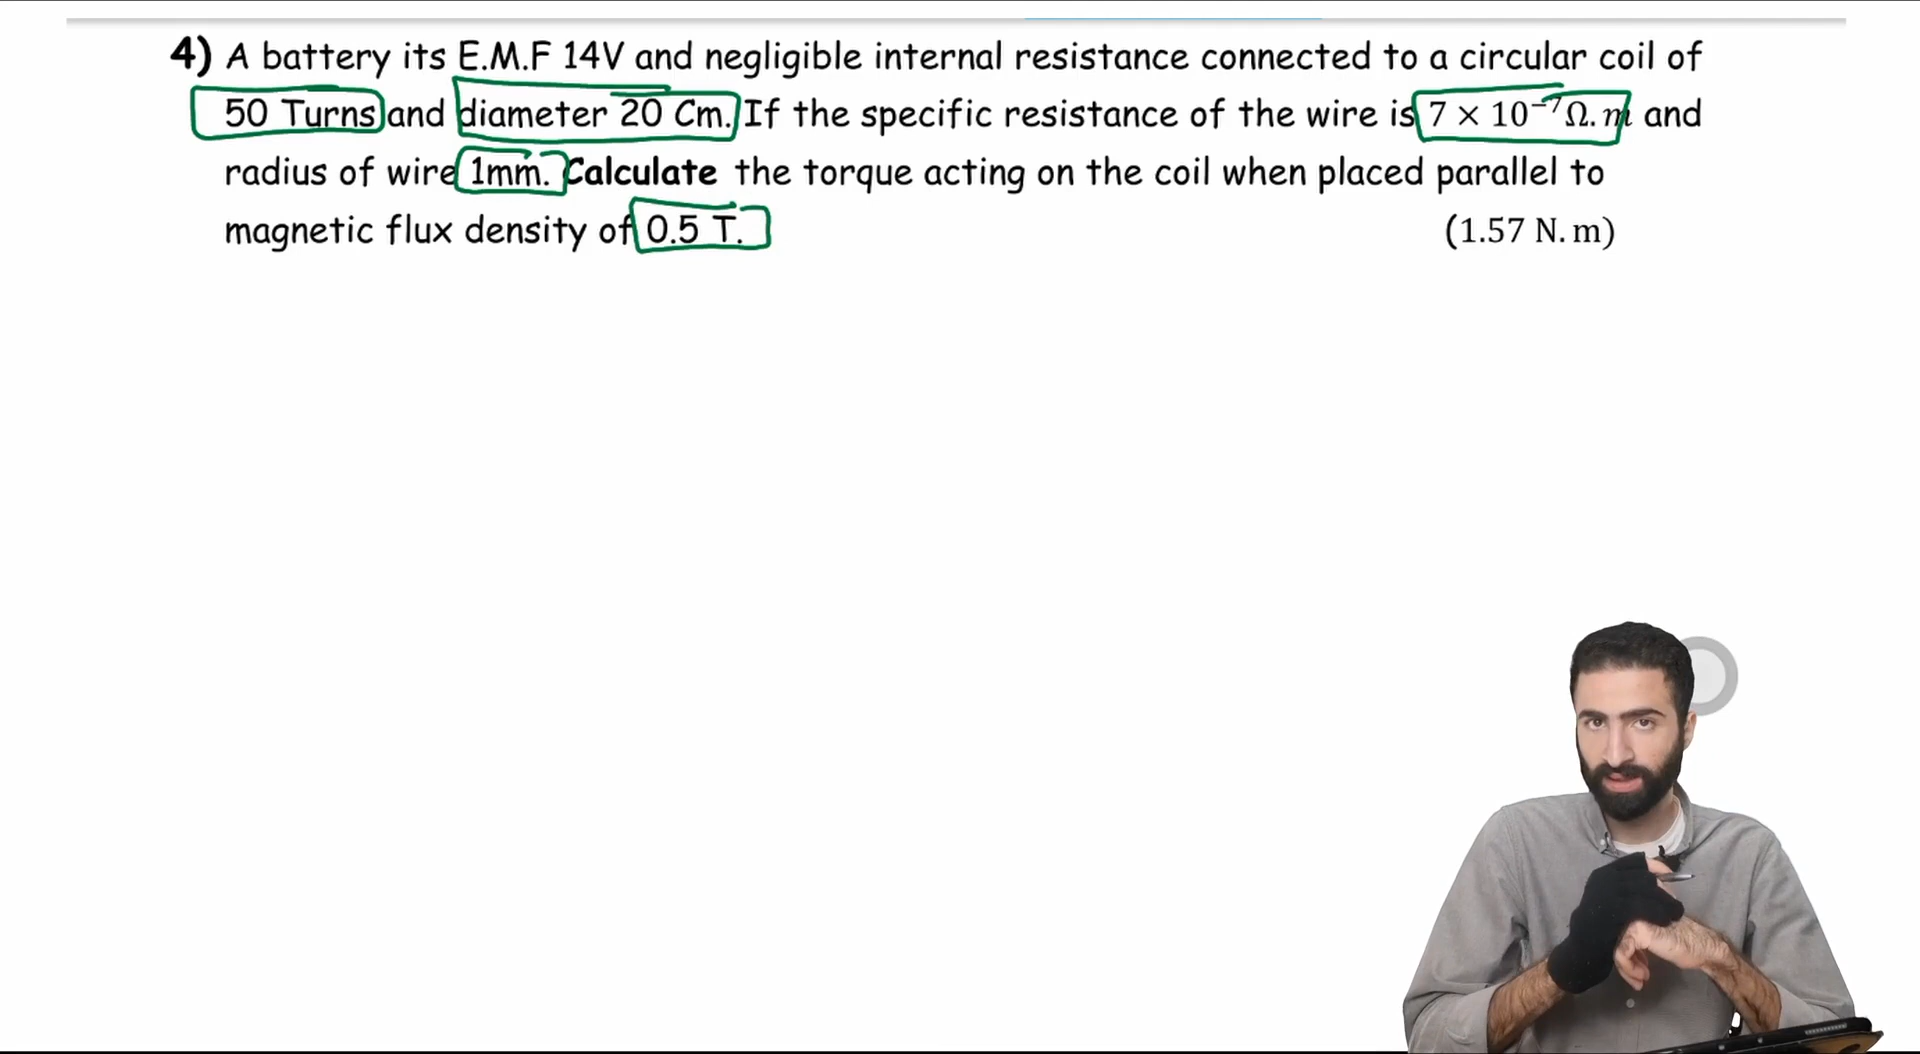 4) A battery its E.M.F 14V and negligible internal resistance connected to a circular coil of
50 Turns and diameter 20 Cm. If the specific resistance of the wire is 7 × 10⁻⁷Ω. m and
radius of wire 1mm. Calculate the torque acting on the coil when placed parallel to
magnetic flux density of 0.5 T. (1.57 N. m)